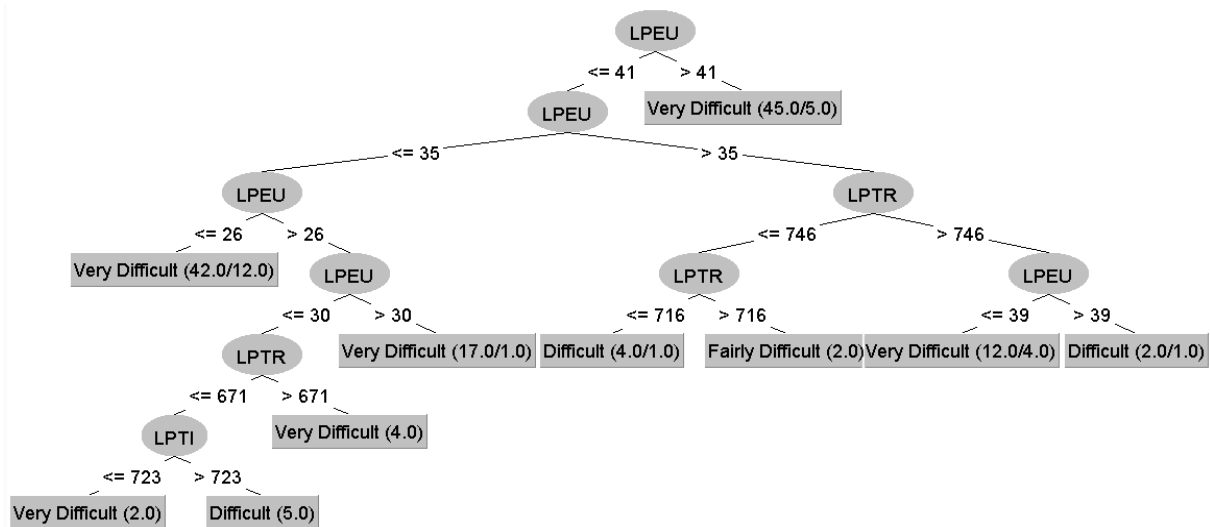 LPEU
<= 41 > 41
LPEU Very Difficult (45.0/5.0)
<= 35 > 35
LPEU LPTR
<= 26 > 26 <= 746 > 746
Very Difficult (42.0/12.0) LPEU LPTR LPEU
<= 30 > 30 <= 716 > 716 <= 39 > 39
LPTR Very Difficult (17.0/1.0) Difficult (4.0/1.0) Fairly Difficult (2.0) Very Difficult (12.0/4.0) Difficult (2.0/1.0)
<= 671 > 671
LPTI Very Difficult (4.0)
<= 723 > 723
Very Difficult (2.0) Difficult (5.0)